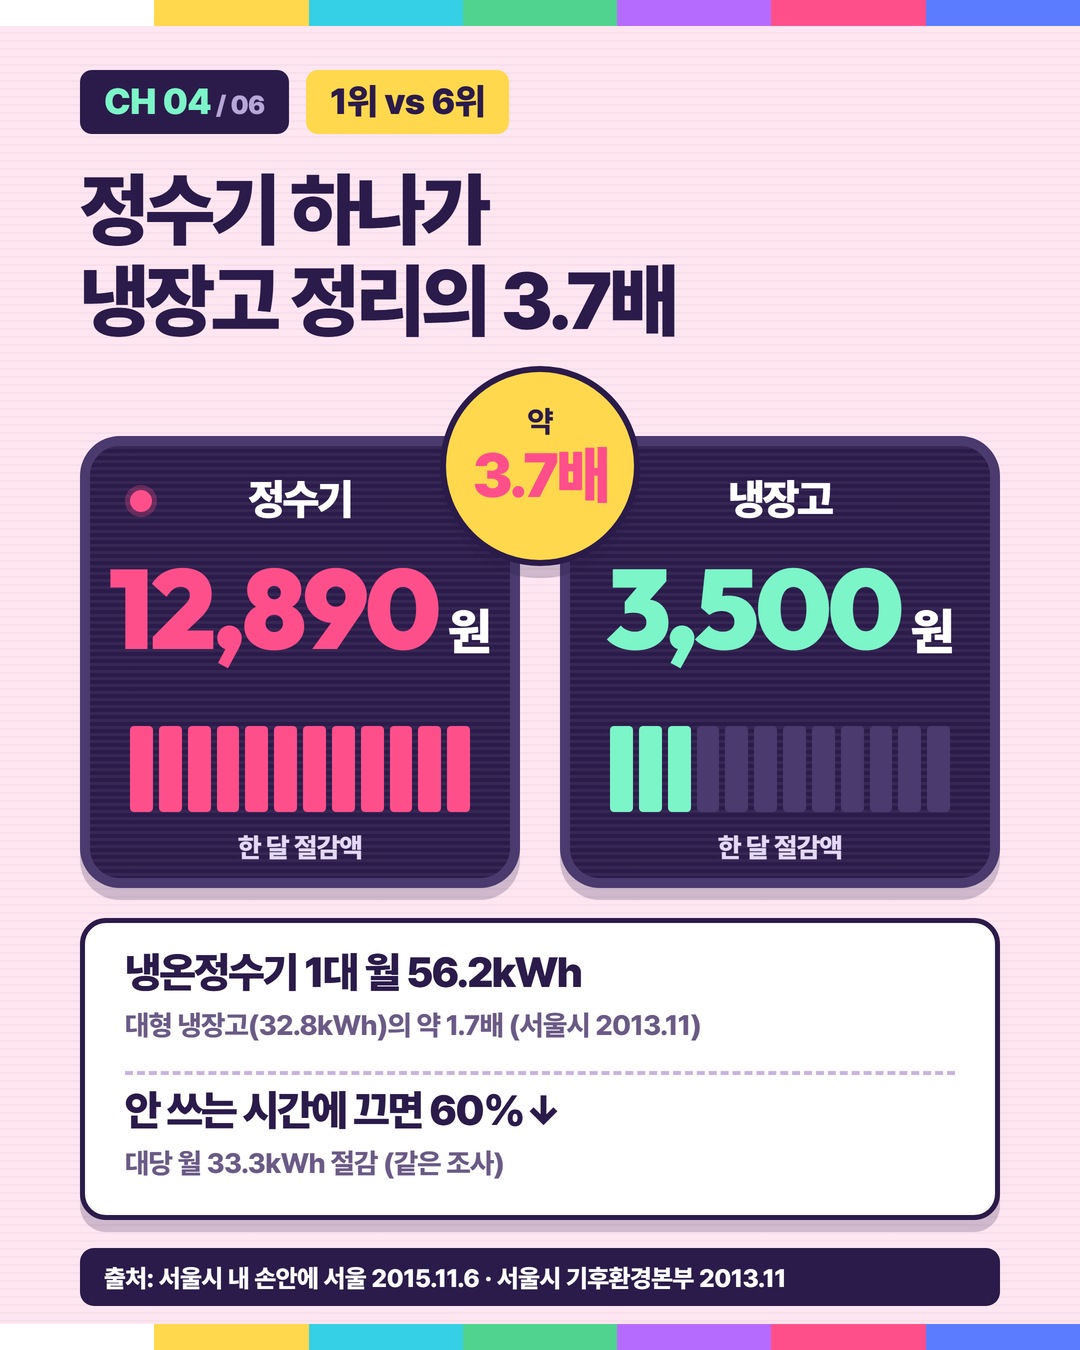 CH 04 / 06
1위 vs 6위
정수기 하나가
냉장고 정리의 3.7배
약
3.7배
정수기
12,890 원
한 달 절감액
냉장고
3,500 원
한 달 절감액
냉온정수기 1대 월 56.2kWh
대형 냉장고(32.8kWh)의 약 1.7배 (서울시 2013.11)
안 쓰는 시간에 끄면 60%↓
대당 월 33.3kWh 절감 (같은 조사)
출처: 서울시 내 손안에 서울 2015.11.6 · 서울시 기후환경본부 2013.11